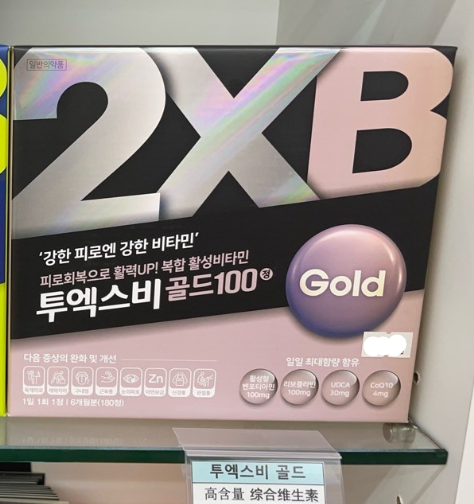 일반의약품
2XB
'강한 피로엔 강한 비타민'
피로회복으로 활력UP! 복합 활성비타민
투엑스비 골드100정
Gold
다음 증상의 완화 및 개선
일일 최대함량 함유
Zn
활성형 벤포티아민 100mg
리보플라빈 100mg
UDCA 30mg
CoQ10
1일 1회 1정 | 6개월분(180정)
투엑스비 골드
高含量 综合维生素